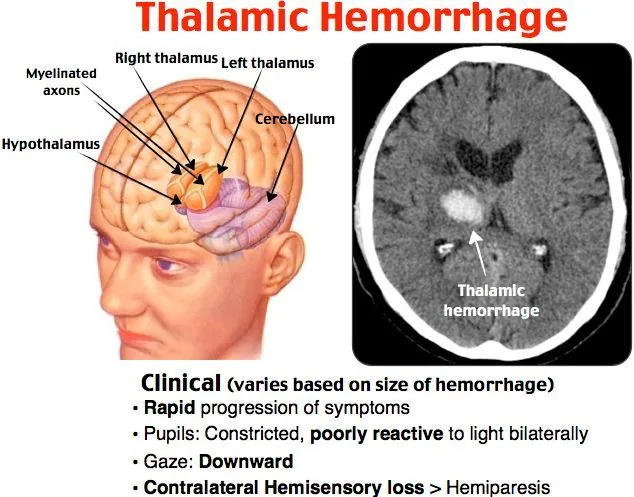 Thalamic Hemorrhage
Right thalamus
Left thalamus
Myelinated
axons
Cerebellum
Hypothalamus
Thalamic
hemorrhage
Clinical (varies based on size of hemorrhage)
• Rapid progression of symptoms
• Pupils: Constricted, poorly reactive to light bilaterally
• Gaze: Downward
• Contralateral Hemisensory loss > Hemiparesis